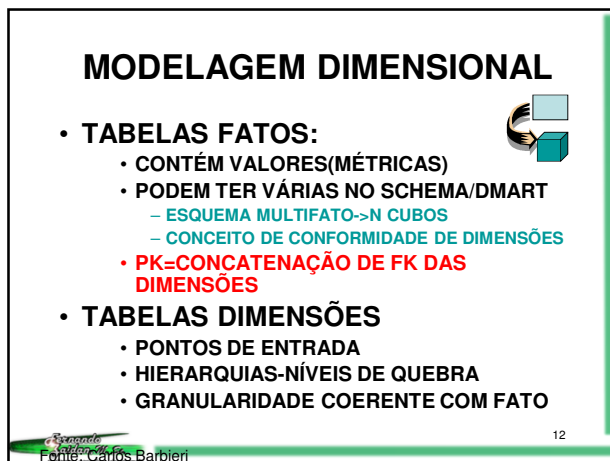 MODELAGEM DIMENSIONAL
• TABELAS FATOS:
• CONTÉM VALORES(MÉTRICAS)
• PODEM TER VÁRIAS NO SCHEMA/DMART
– ESQUEMA MULTIFATO->N CUBOS
– CONCEITO DE CONFORMIDADE DE DIMENSÕES
• PK=CONCATENAÇÃO DE FK DAS
DIMENSÕES
• TABELAS DIMENSÕES
• PONTOS DE ENTRADA
• HIERARQUIAS-NÍVEIS DE QUEBRA
• GRANULARIDADE COERENTE COM FATO
12
Fernando
Fonte: Carlos Barbieri